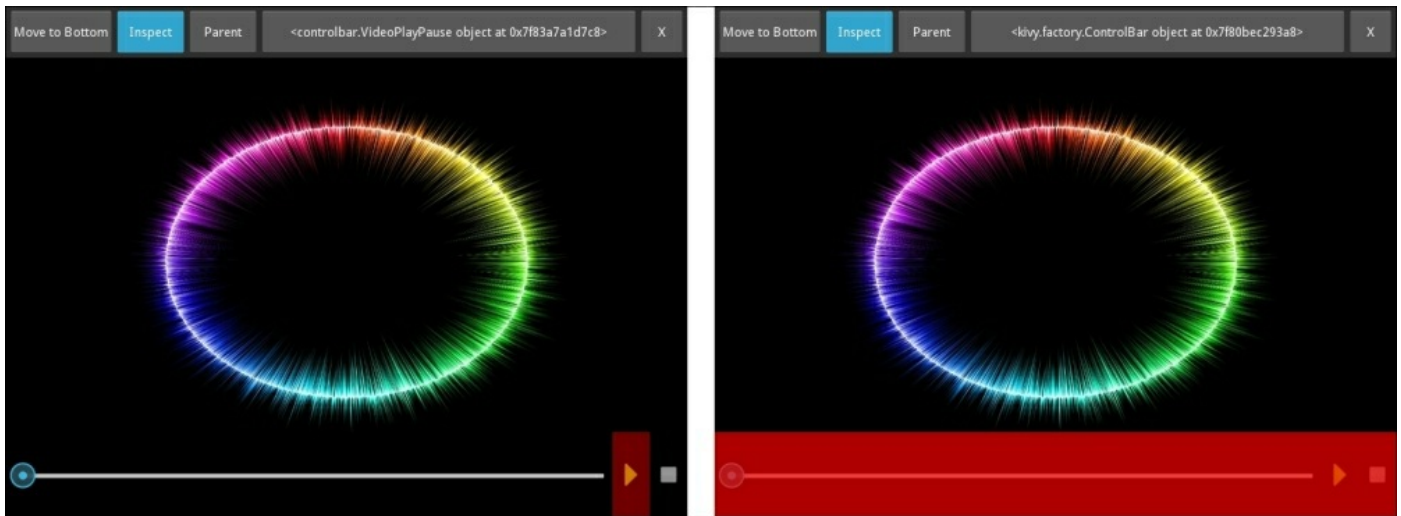 Move to Bottom Inspect Parent <controlbar.VideoPlayPause object at 0x7f83a7a1d7c8> X
Move to Bottom Inspect Parent <kivy.factory.ControlBar object at 0x7f80bec293a8> X